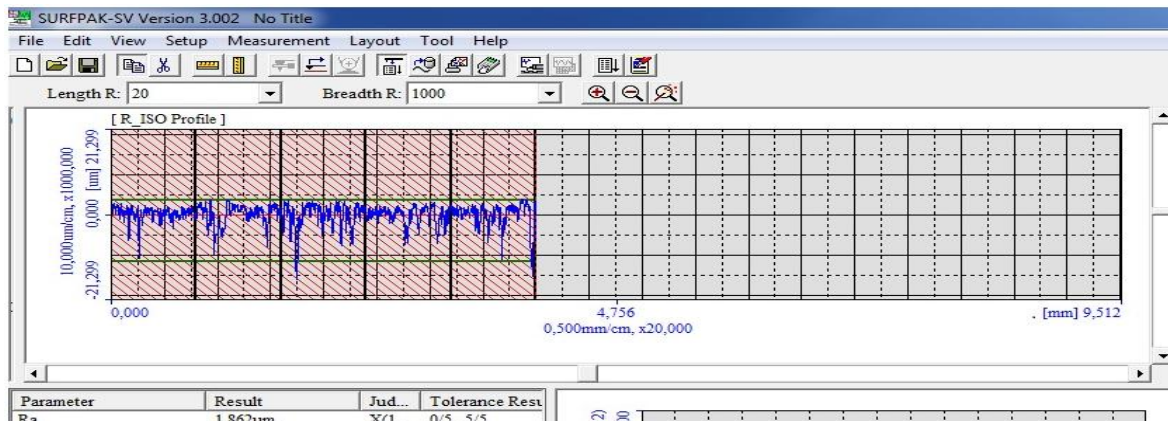 SURFPAK-SV Version 3.002 No Title
File Edit View Setup Measurement Layout Tool Help
Length R: 20 Breadth R: 1000
[ R_ISO Profile ]
10,000um/cm, x1000,000
-21,299 0,000 [um] 21,299
0,000 4,756 [mm] 9,512
0,500mm/cm, x20,000
Parameter Result Jud... Tolerance Resu
Ra 1.862um X(1 0/5 5/5